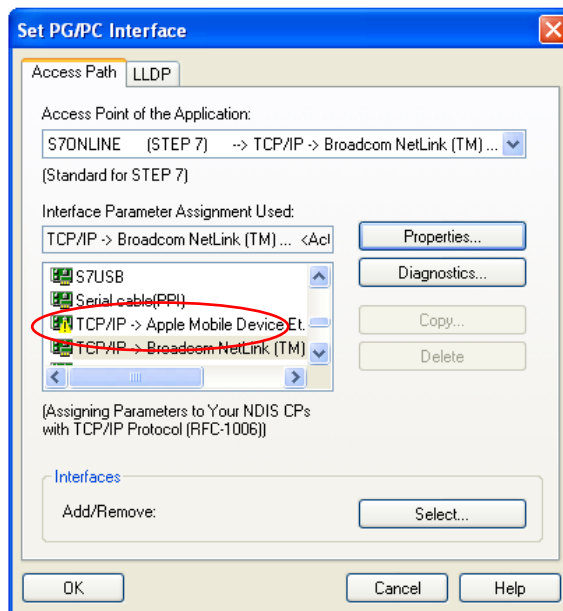 Set PG/PC Interface
Access Path LLDP
Access Point of the Application:
S7ONLINE (STEP 7) --> TCP/IP -> Broadcom NetLink (TM) ...
(Standard for STEP 7)
Interface Parameter Assignment Used:
TCP/IP -> Broadcom NetLink (TM) ... <Act
Properties...
S7USB
Diagnostics...
Serial cable(PPI)
TCP/IP -> Apple Mobile Device Et.
Copy...
TCP/IP -> Broadcom NetLink (TM)
Delete
(Assigning Parameters to Your NDIS CPs
with TCP/IP Protocol (RFC-1006))
Interfaces
Add/Remove:
Select...
OK Cancel Help